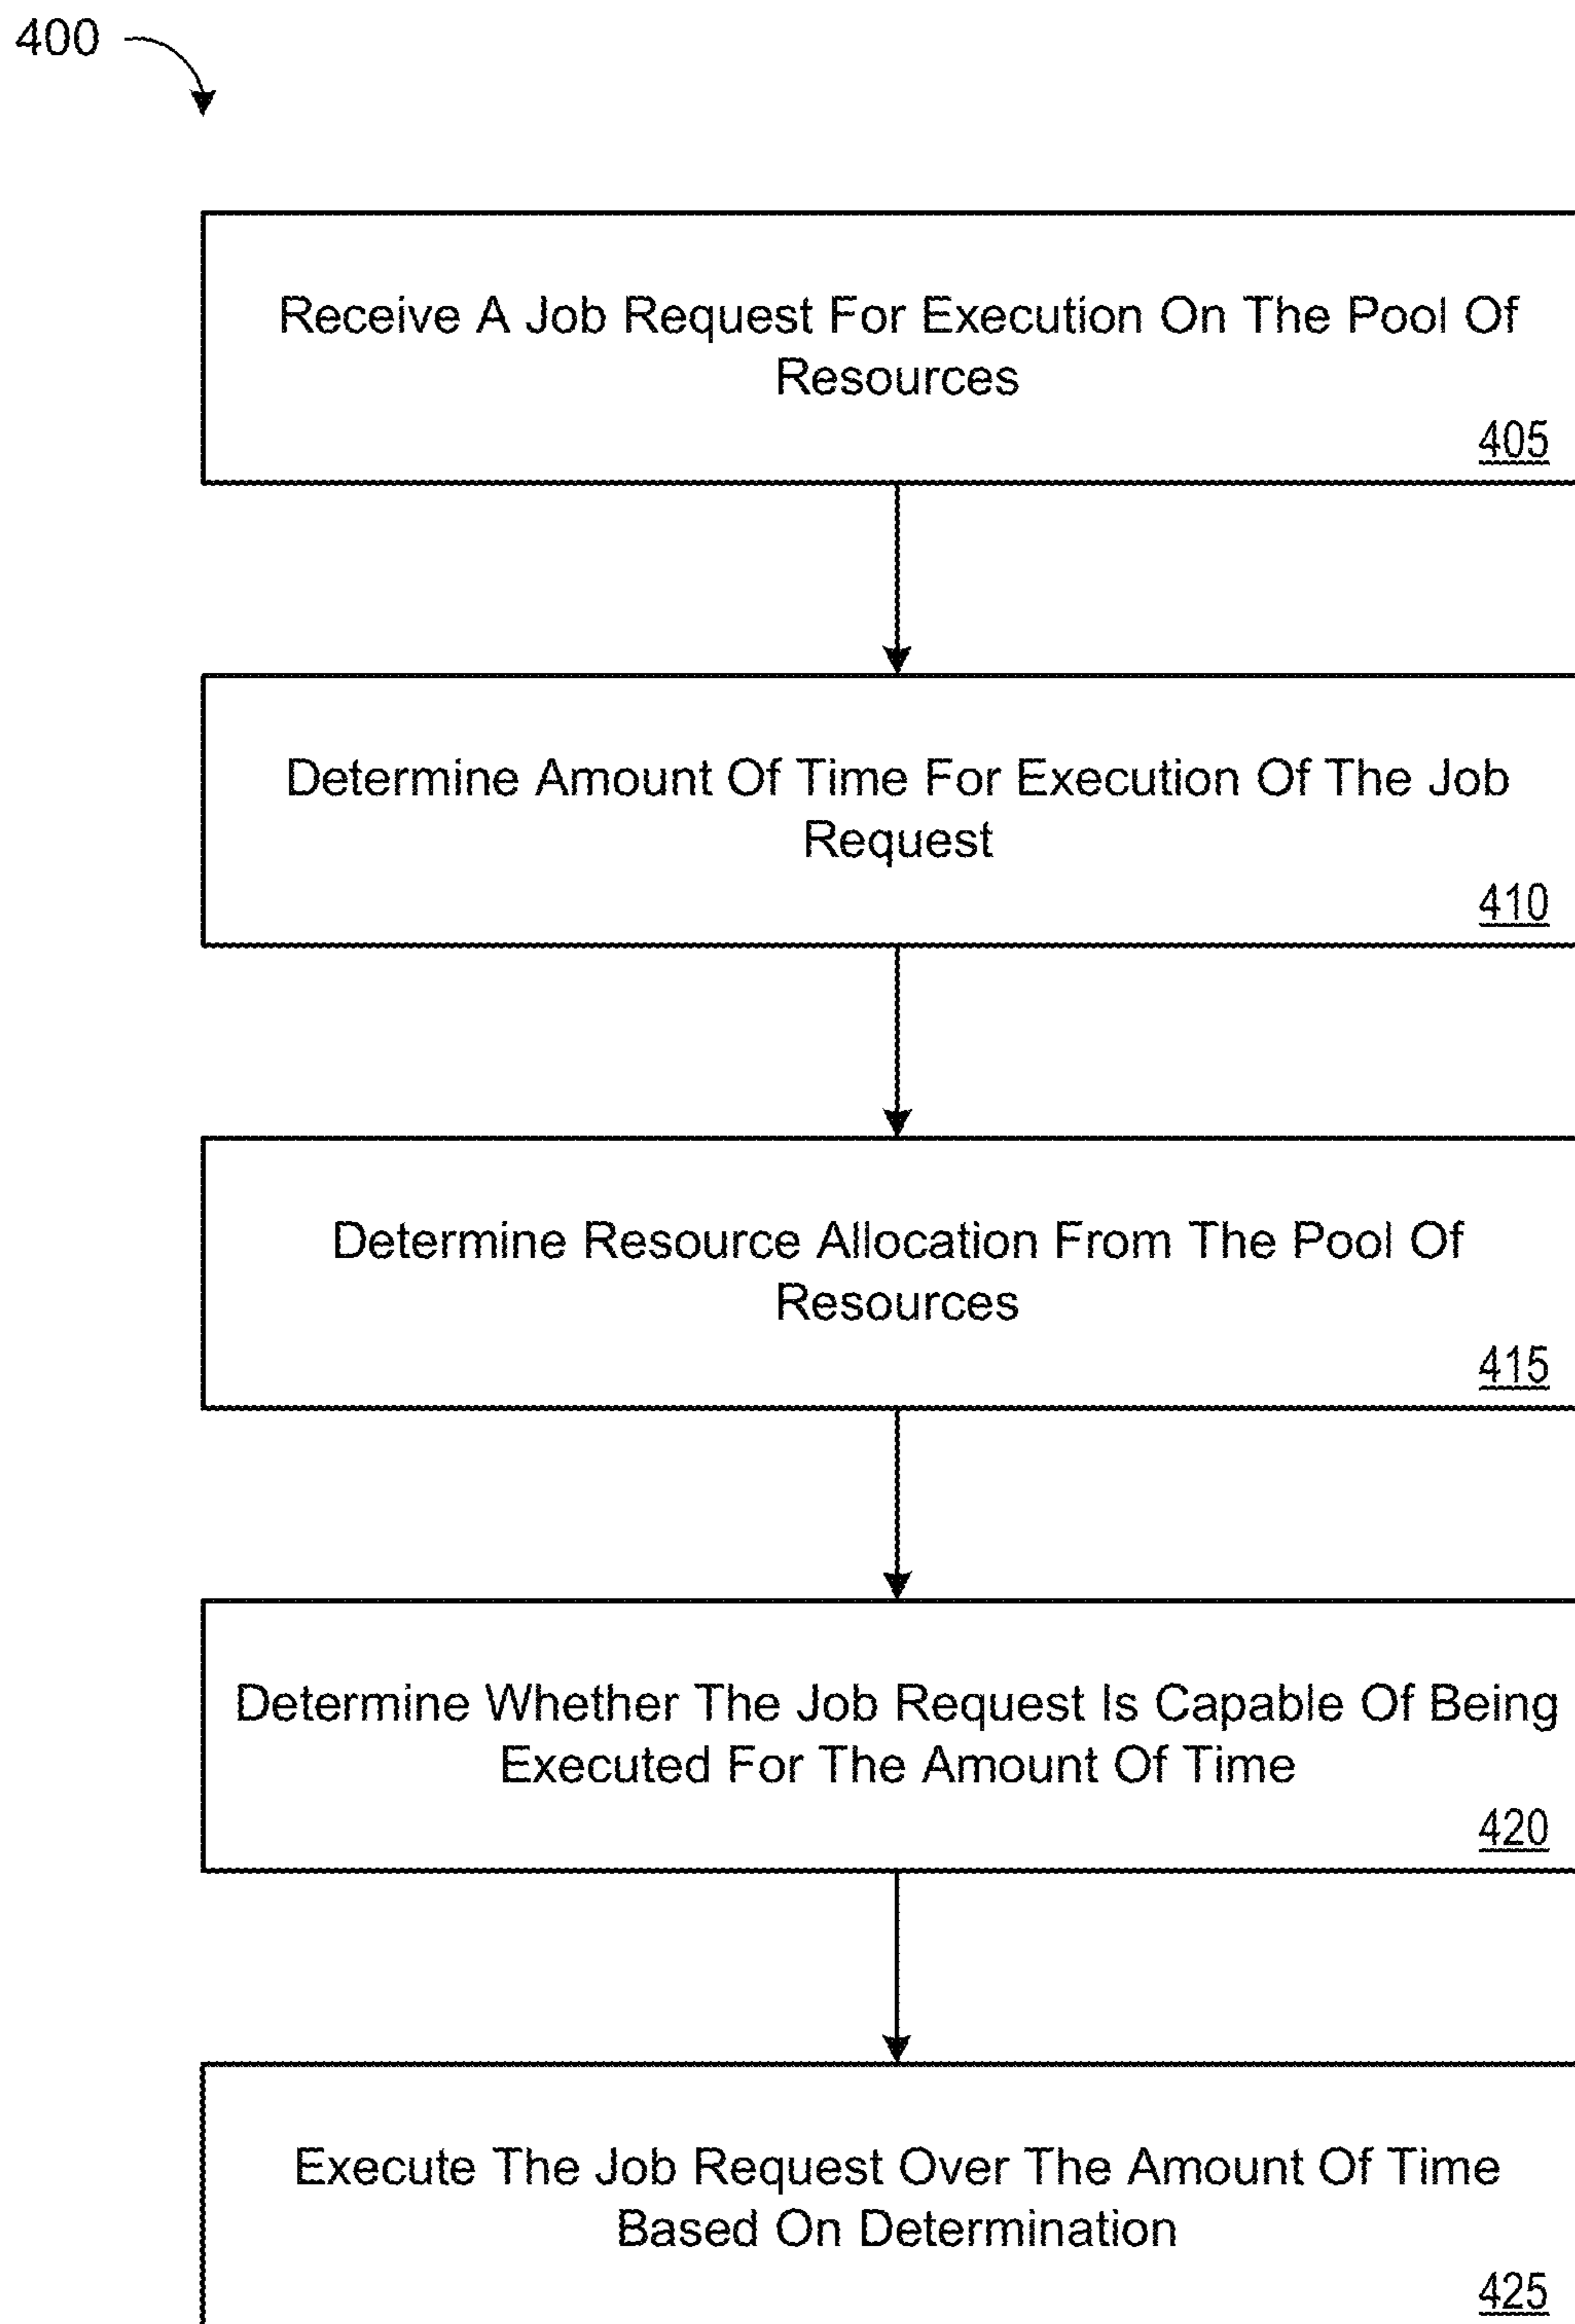 400
Receive A Job Request For Execution On The Pool Of
Resources
405
Determine Amount Of Time For Execution Of The Job
Request
410
Determine Resource Allocation From The Pool Of
Resources
415
Determine Whether The Job Request Is Capable Of Being
Executed For The Amount Of Time
420
Execute The Job Request Over The Amount Of Time
Based On Determination
425